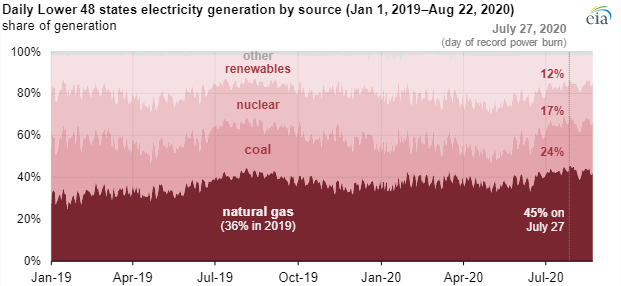 Daily Lower 48 states electricity generation by source (Jan 1, 2019–Aug 22, 2020)
share of generation
eia
July 27, 2020
(day of record power burn)
100%
80%
60%
40%
20%
0%
other
renewables
nuclear
coal
natural gas
(36% in 2019)
12%
17%
24%
45% on
July 27
Jan-19
Apr-19
Jul-19
Oct-19
Jan-20
Apr-20
Jul-20